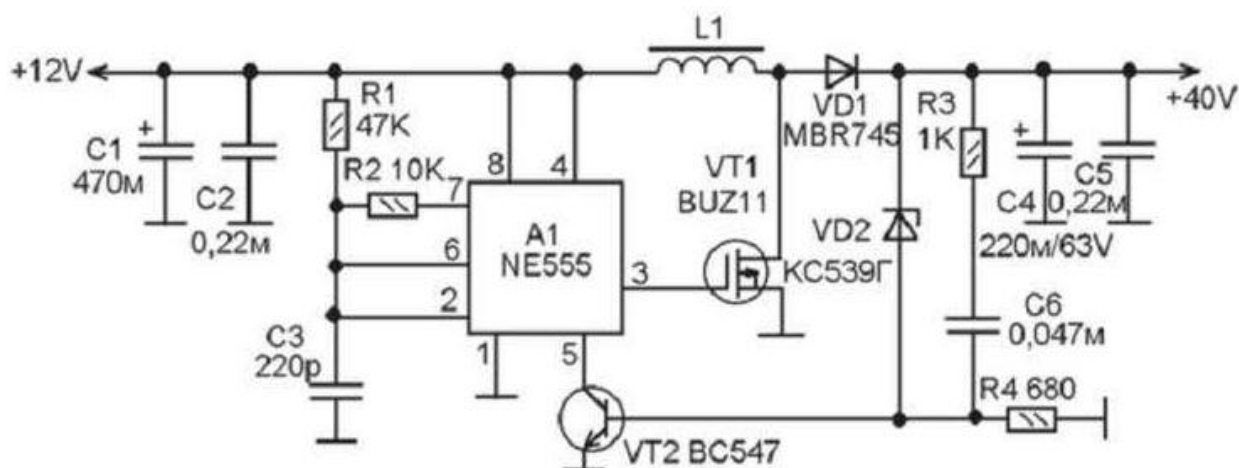 L1
+12V
+40V
R1
47K
C1
+
470м
C2
0,22м
R2 10K
7
8
4
6
2
A1
NE555
3
1
5
C3
220р
VT1
BUZ11
VD1
MBR745
VD2
КС539Г
R3
1K
+
C4
220м/63V
C5
0,22м
C6
0,047м
R4 680
VT2 BC547